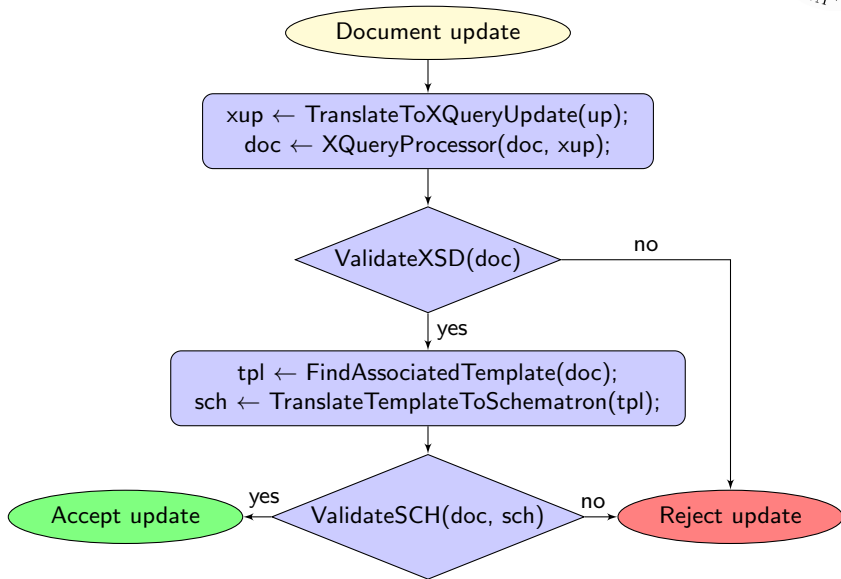 Document update
xup ← TranslateToXQueryUpdate(up);
doc ← XQueryProcessor(doc, xup);
ValidateXSD(doc)
no
yes
tpl ← FindAssociatedTemplate(doc);
sch ← TranslateTemplateToSchematron(tpl);
yes
no
Accept update
ValidateSCH(doc, sch)
Reject update